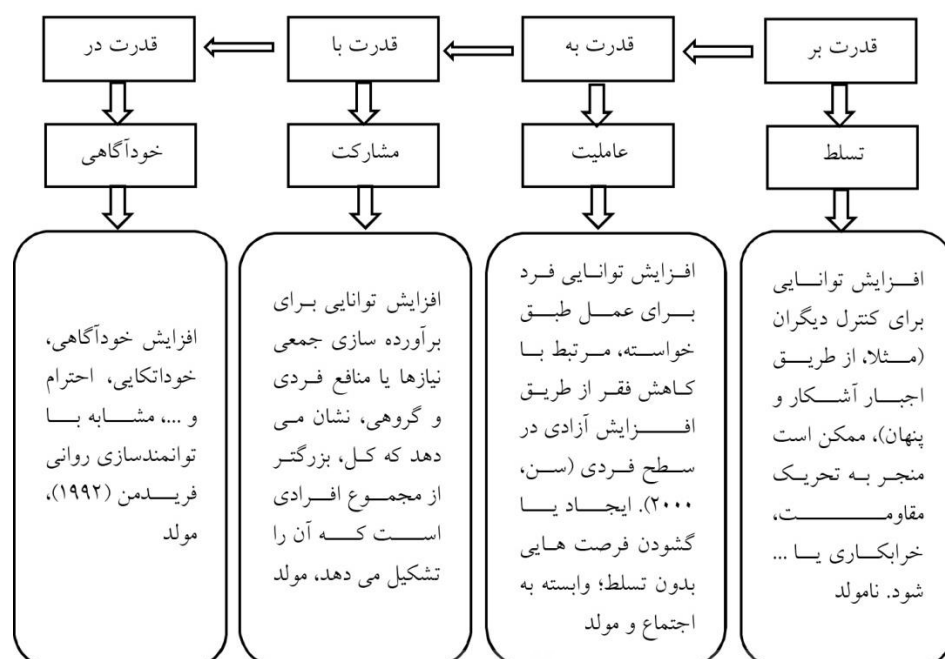 قدرت بر
قدرت به
قدرت با
قدرت در
تسلط
عاملیت
مشارکت
خودآگاهی
افزایش توانایی
برای کنترل دیگران
(مثلا، از طریق
اجبار آشکار و
پنهان)، ممکن است
منجر به تحریک
مقاومت،
خرابکاری یا ...
شود. نامولد
افزایش توانایی فرد
برای عمل طبق
خواسته، مرتبط با
کاهش فقر از طریق
افزایش آزادی در
سطح فردی (سن،
۲۰۰۰). ایجاد یا
گشودن فرصت هایی
بدون تسلط؛ وابسته به
اجتماع و مولد
افزایش توانایی برای
برآورده سازی جمعی
نیازها یا منافع فردی
و گروهی، نشان می
دهد که کل، بزرگتر
از مجموع افرادی
است که آن را
تشکیل می دهد، مولد
افزایش خودآگاهی،
خوداتکایی، احترام
و ...، مشابه با
توانمندسازی روانی
فریدمن (۱۹۹۲)،
مولد